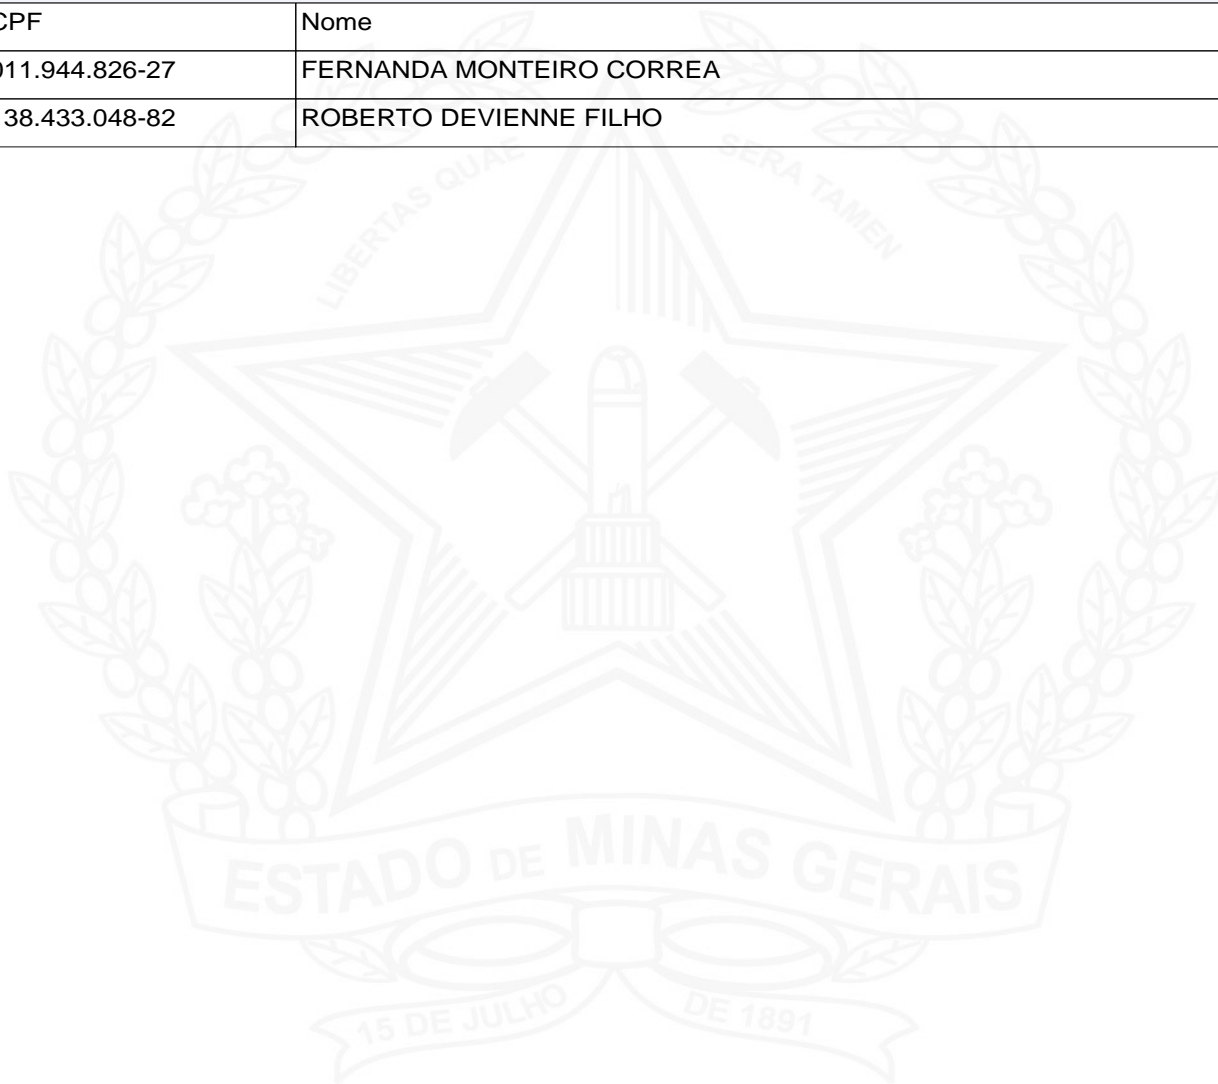 CPF Nome
011.944.826-27 FERNANDA MONTEIRO CORREA
38.433.048-82 ROBERTO DEVIENNE FILHO
LIBERTAS QUAE SERA TAMEN
ESTADO DE MINAS GERAIS
15 DE JULHO DE 1891